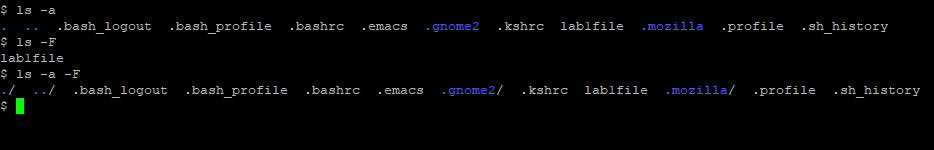 $ ls -a
.  ..  .bash_logout  .bash_profile  .bashrc  .emacs  .gnome2  .kshrc  lab1file  .mozilla  .profile  .sh_history
$ ls -F
lab1file
$ ls -a -F
./  ../  .bash_logout  .bash_profile  .bashrc  .emacs  .gnome2/  .kshrc  lab1file  .mozilla/  .profile  .sh_history
$